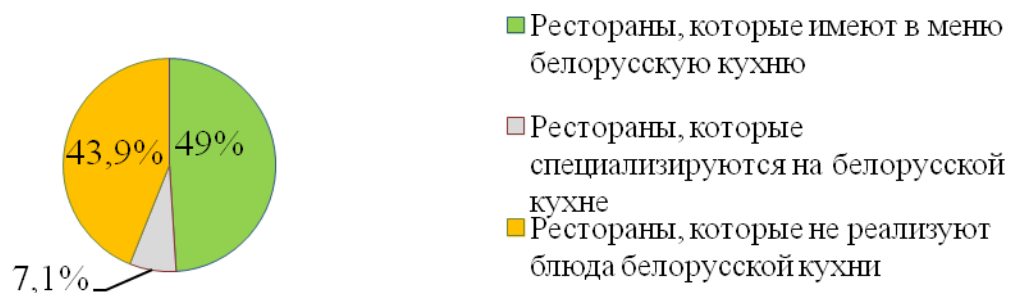 43,9%
49%
7,1%
Рестораны, которые имеют в меню
белорусскую кухню
Рестораны, которые
специализируются на белорусской
кухне
Рестораны, которые не реализуют
блюда белорусской кухни